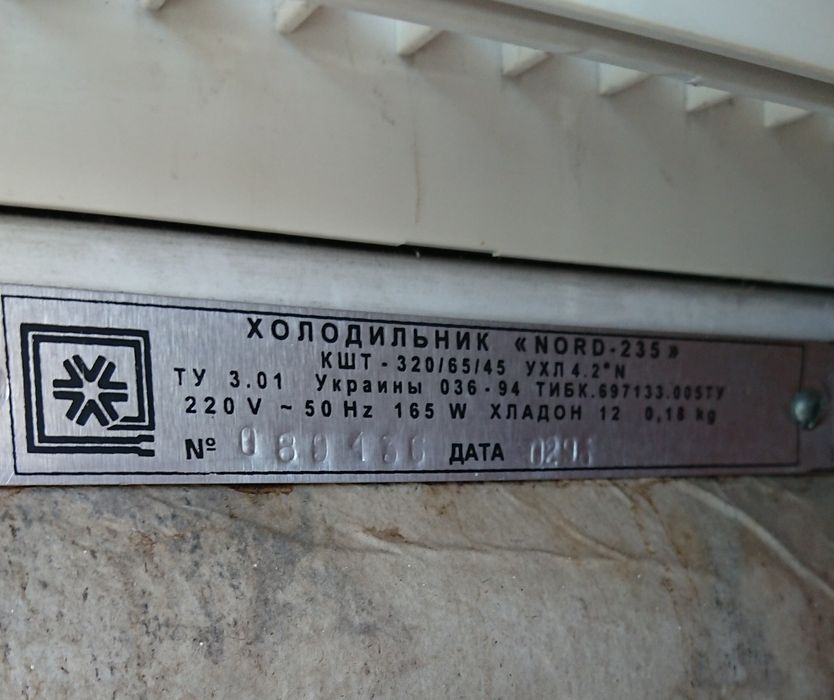 ХОЛОДИЛЬНИК «NORD-235»
КШТ - 320/65/45 УХЛ 4.2*N
ТУ 3.01 Украины 036-94 ТИБК.697133.005ТУ
220 V ~ 50 Hz 165 W ХЛАДОН 12 0,18 kg
№ ДАТА